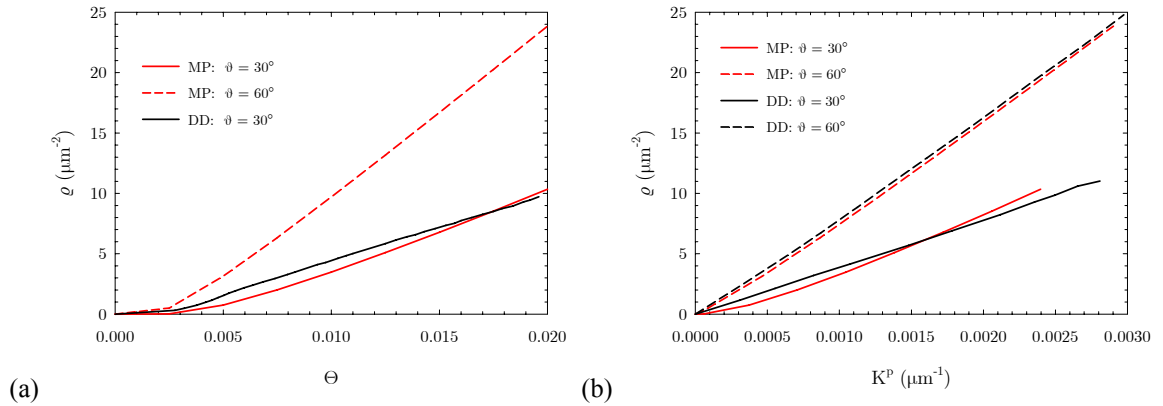 25
20
15
10
5
0
ϱ (μm⁻²)
MP: ϑ = 30°
MP: ϑ = 60°
DD: ϑ = 30°
0.000 0.005 0.010 0.015 0.020
Θ
(a)
25
20
15
10
5
0
ϱ (μm⁻²)
MP: ϑ = 30°
MP: ϑ = 60°
DD: ϑ = 30°
DD: ϑ = 60°
0.0000 0.0005 0.0010 0.0015 0.0020 0.0025 0.0030
Kᵖ (μm⁻¹)
(b)